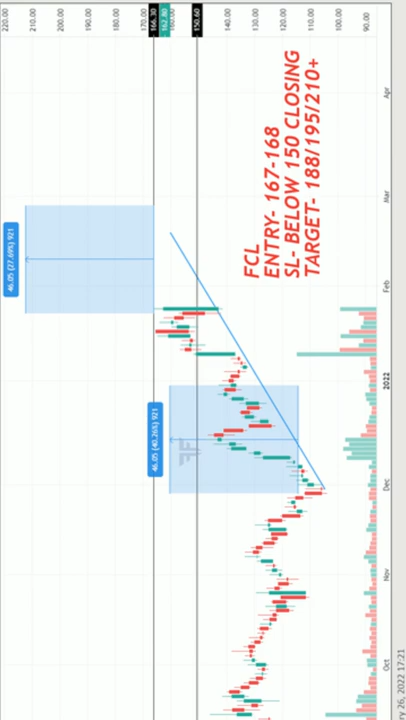 220.00
210.00
200.00
190.00
180.00
170.00
166.30
162.80
160.00
150.60
140.00
130.00
120.00
110.00
100.00
90.00
FCL
ENTRY- 167-168
SL- BELOW 150 CLOSING
TARGET- 188/195/210+
46.05 (27.69%) 921
46.05 (40.26%) 921
Oct
Nov
Dec
2022
Feb
Mar
Apr
y 26, 2022 17:21